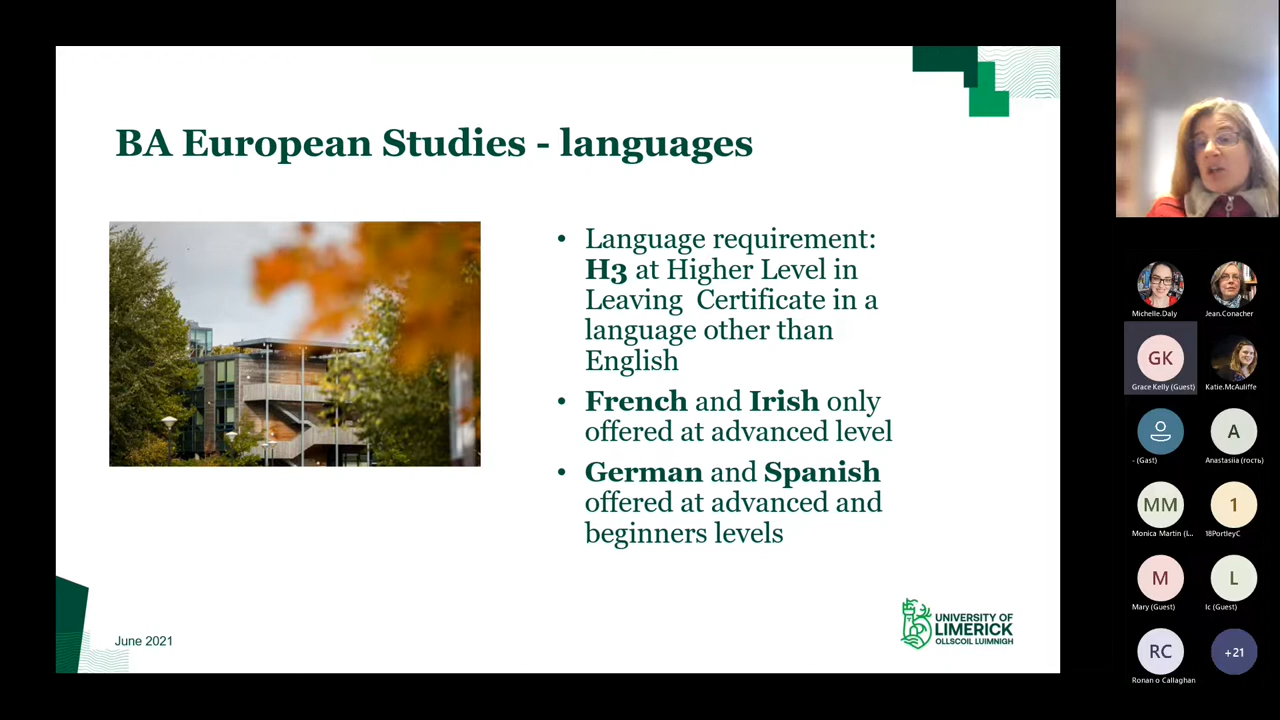 BA European Studies - languages
• Language requirement:
H3 at Higher Level in
Leaving Certificate in a
language other than
English
• French and Irish only
offered at advanced level
• German and Spanish
offered at advanced and
beginners levels
June 2021
UNIVERSITY OF
LIMERICK
OLLSCOIL LUIMNIGH
Michelle.Daly
Jean.Conacher
GK
Grace Kelly (Guest)
Katie.McAuliffe
- (Gast)
A
Anastasiia (гость)
MM
Monica Martin (l...
1
18PortleyC
M
Mary (Guest)
L
lc (Guest)
RC
Ronan o Callaghan
+21